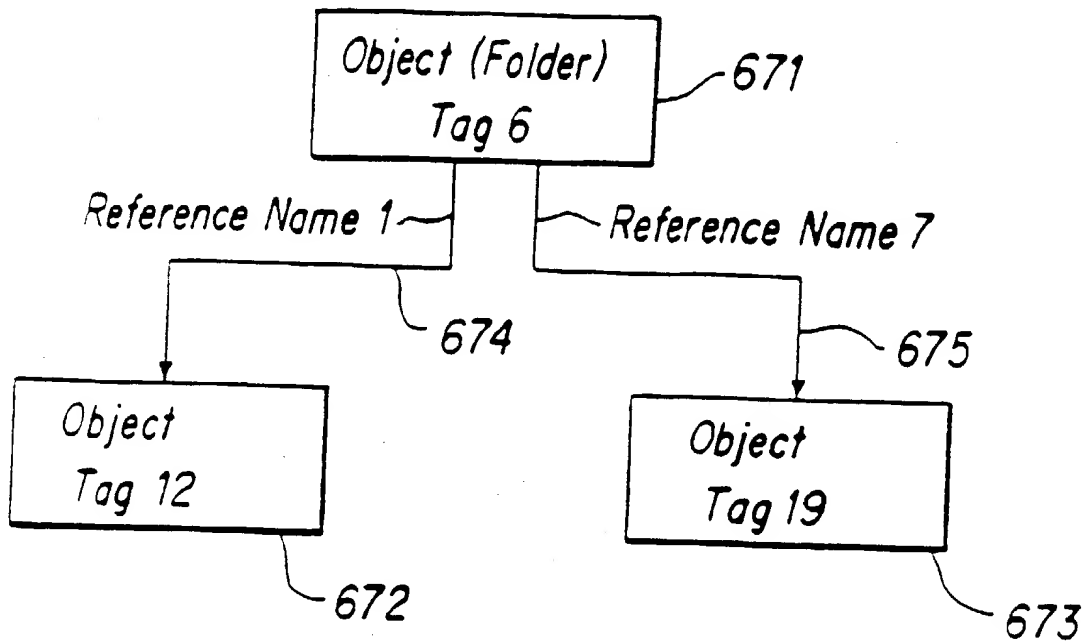 Object (Folder)
Tag 6
671
Reference Name 1
Reference Name 7
674
675
Object
Tag 12
Object
Tag 19
672
673